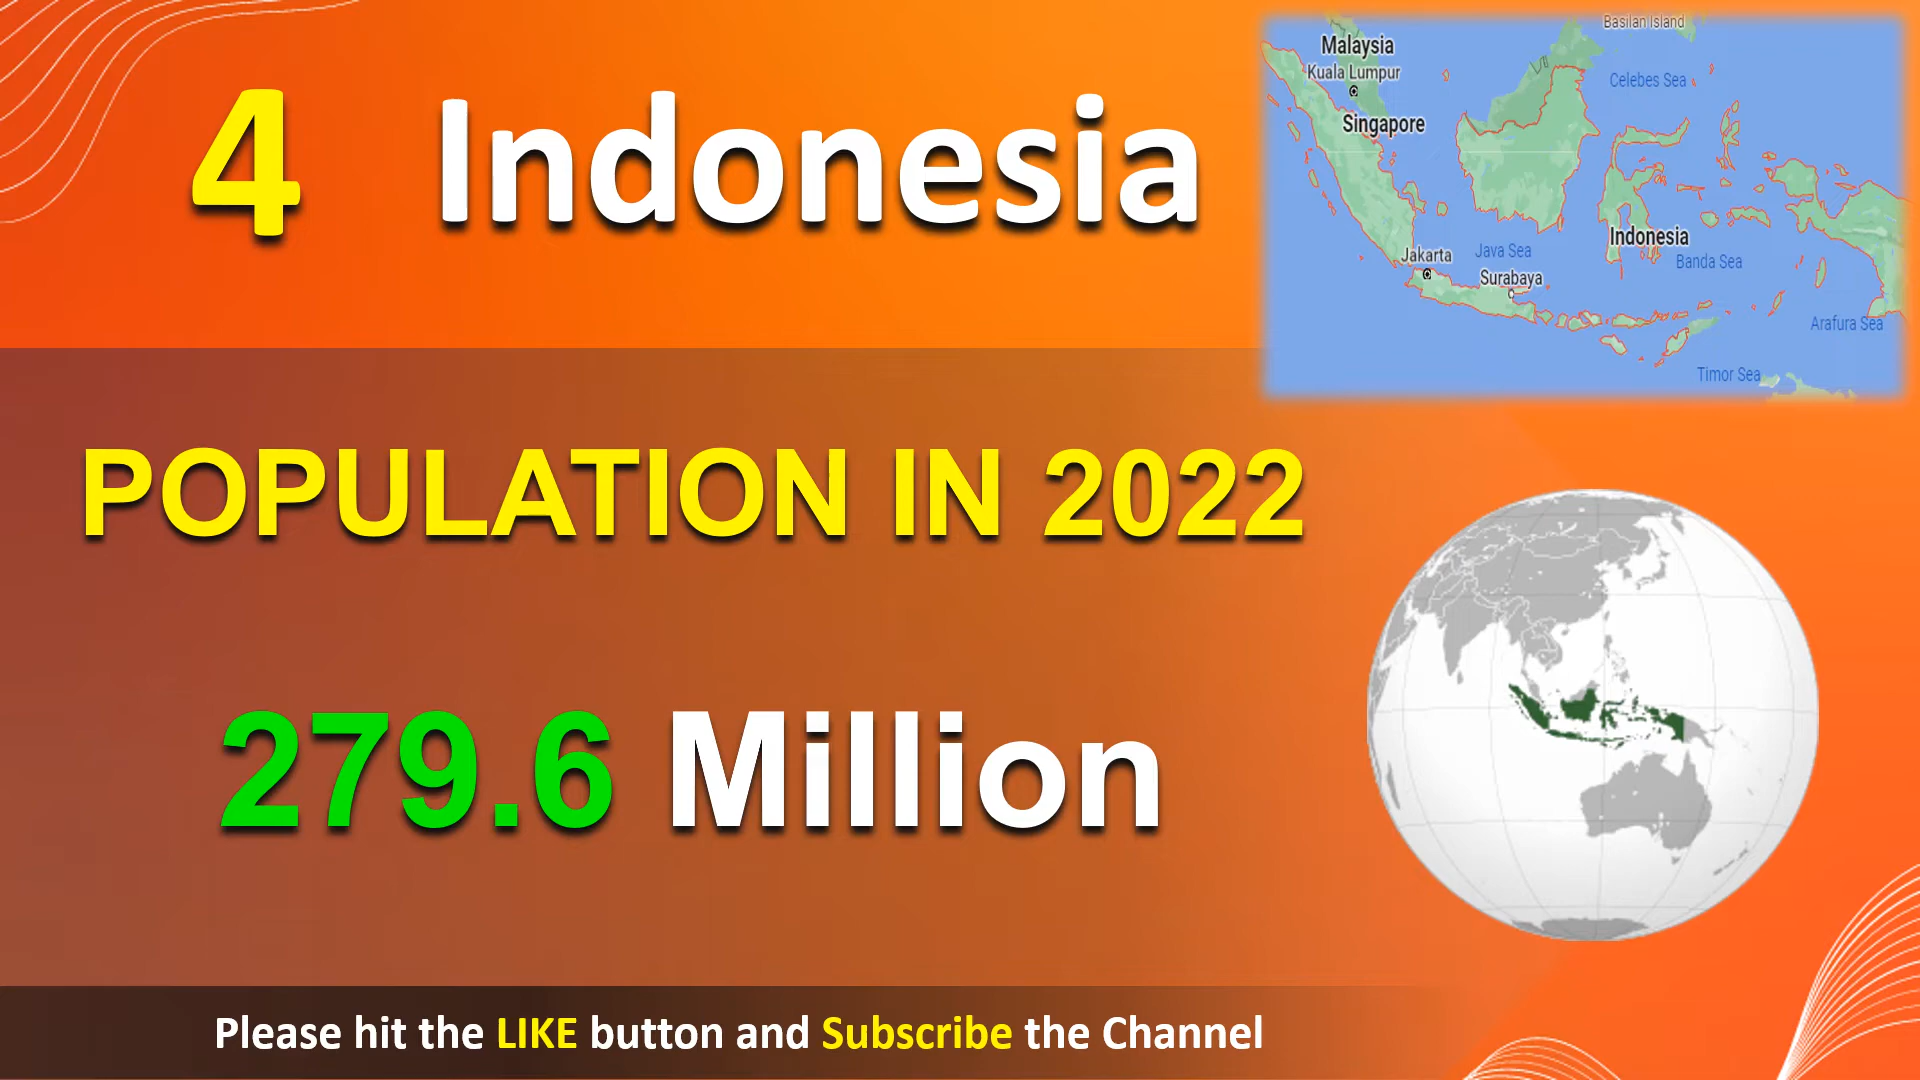 4 Indonesia
Basilan Island
Malaysia
Kuala Lumpur
Celebes Sea
Singapore
Indonesia
Jakarta
Java Sea
Banda Sea
Surabaya
Arafura Sea
Timor Sea
POPULATION IN 2022
279.6 Million
Please hit the LIKE button and Subscribe the Channel